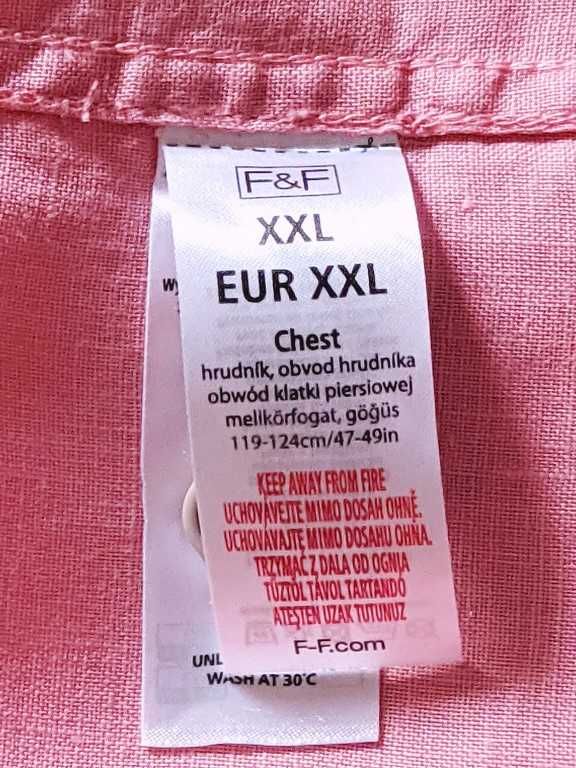 F&F
XXL
EUR XXL
Chest
hrudník, obvod hrudníka
obwód klatki piersiowej
melikőrfogat, göğüs
119-124cm/47-49in
KEEP AWAY FROM FIRE
UCHOVÁVEJTE MIMO DOSAH OHNĚ.
UCHOVÁVAJTE MIMO DOSAHU OHŇA.
TRZYMAĆ Z DALA OD OGNIA
TŰZTŐL TÁVOL TARTANDÓ
ATEŞTEN UZAK TUTUNUZ
F-F.com
WASH AT 30°C